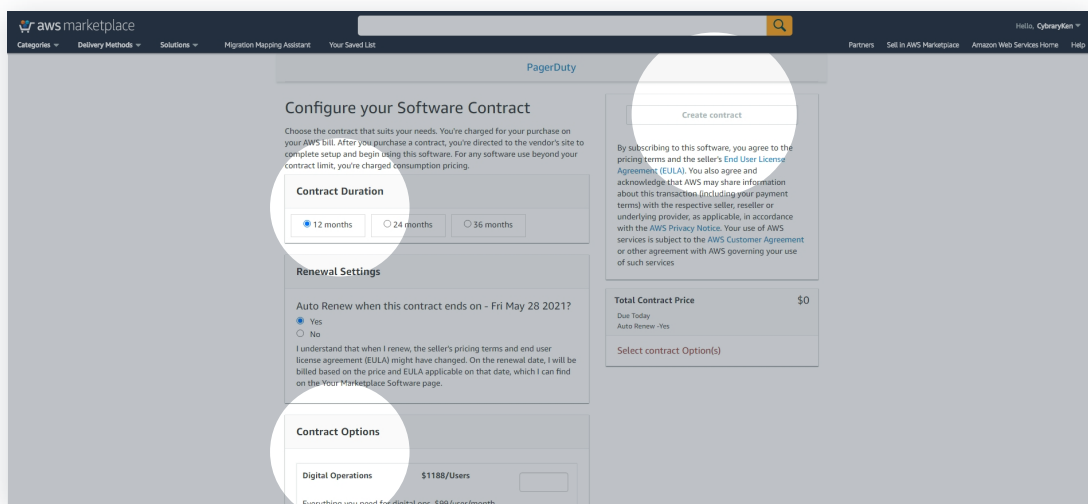 aws marketplace
Hello, CybraryKen
Categories Delivery Methods Solutions Migration Mapping Assistant Your Saved List
Partners Sell in AWS Marketplace Amazon Web Services Home Help
PagerDuty
Configure your Software Contract
Choose the contract that suits your needs. You're charged for your purchase on
your AWS bill. After you purchase a contract, you're directed to the vendor's site to
complete setup and begin using this software. For any software use beyond your
contract limit, you're charged consumption pricing.
Contract Duration
12 months 24 months 36 months
Renewal Settings
Auto Renew when this contract ends on - Fri May 28 2021?
Yes
No
I understand that when I renew, the seller's pricing terms and end user
license agreement (EULA) might have changed. On the renewal date, I will be
billed based on the price and EULA applicable on that date, which I can find
on the Your Marketplace Software page.
Contract Options
Digital Operations $1188/Users
Everything you need for digital ops. $99/user/month
Create contract
By subscribing to this software, you agree to the
pricing terms and the seller's End User License
Agreement (EULA). You also agree and
acknowledge that AWS may share information
about this transaction (including your payment
terms) with the respective seller, reseller or
underlying provider, as applicable, in accordance
with the AWS Privacy Notice. Your use of AWS
services is subject to the AWS Customer Agreement
or other agreement with AWS governing your use
of such services
Total Contract Price $0
Due Today
Auto Renew -Yes
Select contract Option(s)